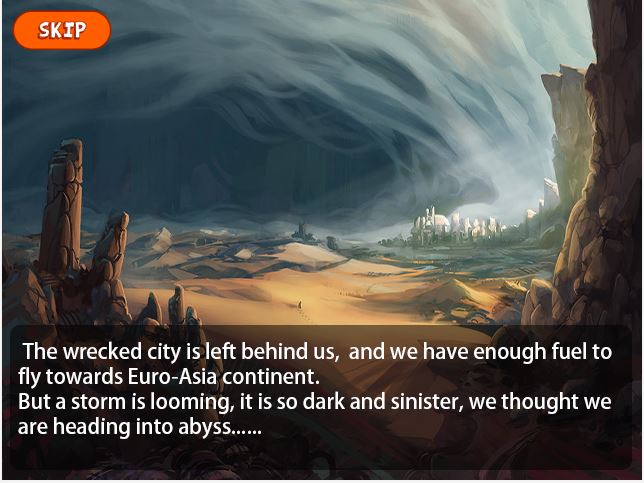 SKIP
The wrecked city is left behind us,  and we have enough fuel to
fly towards Euro-Asia continent.
But a storm is looming, it is so dark and sinister, we thought we
are heading into abyss......